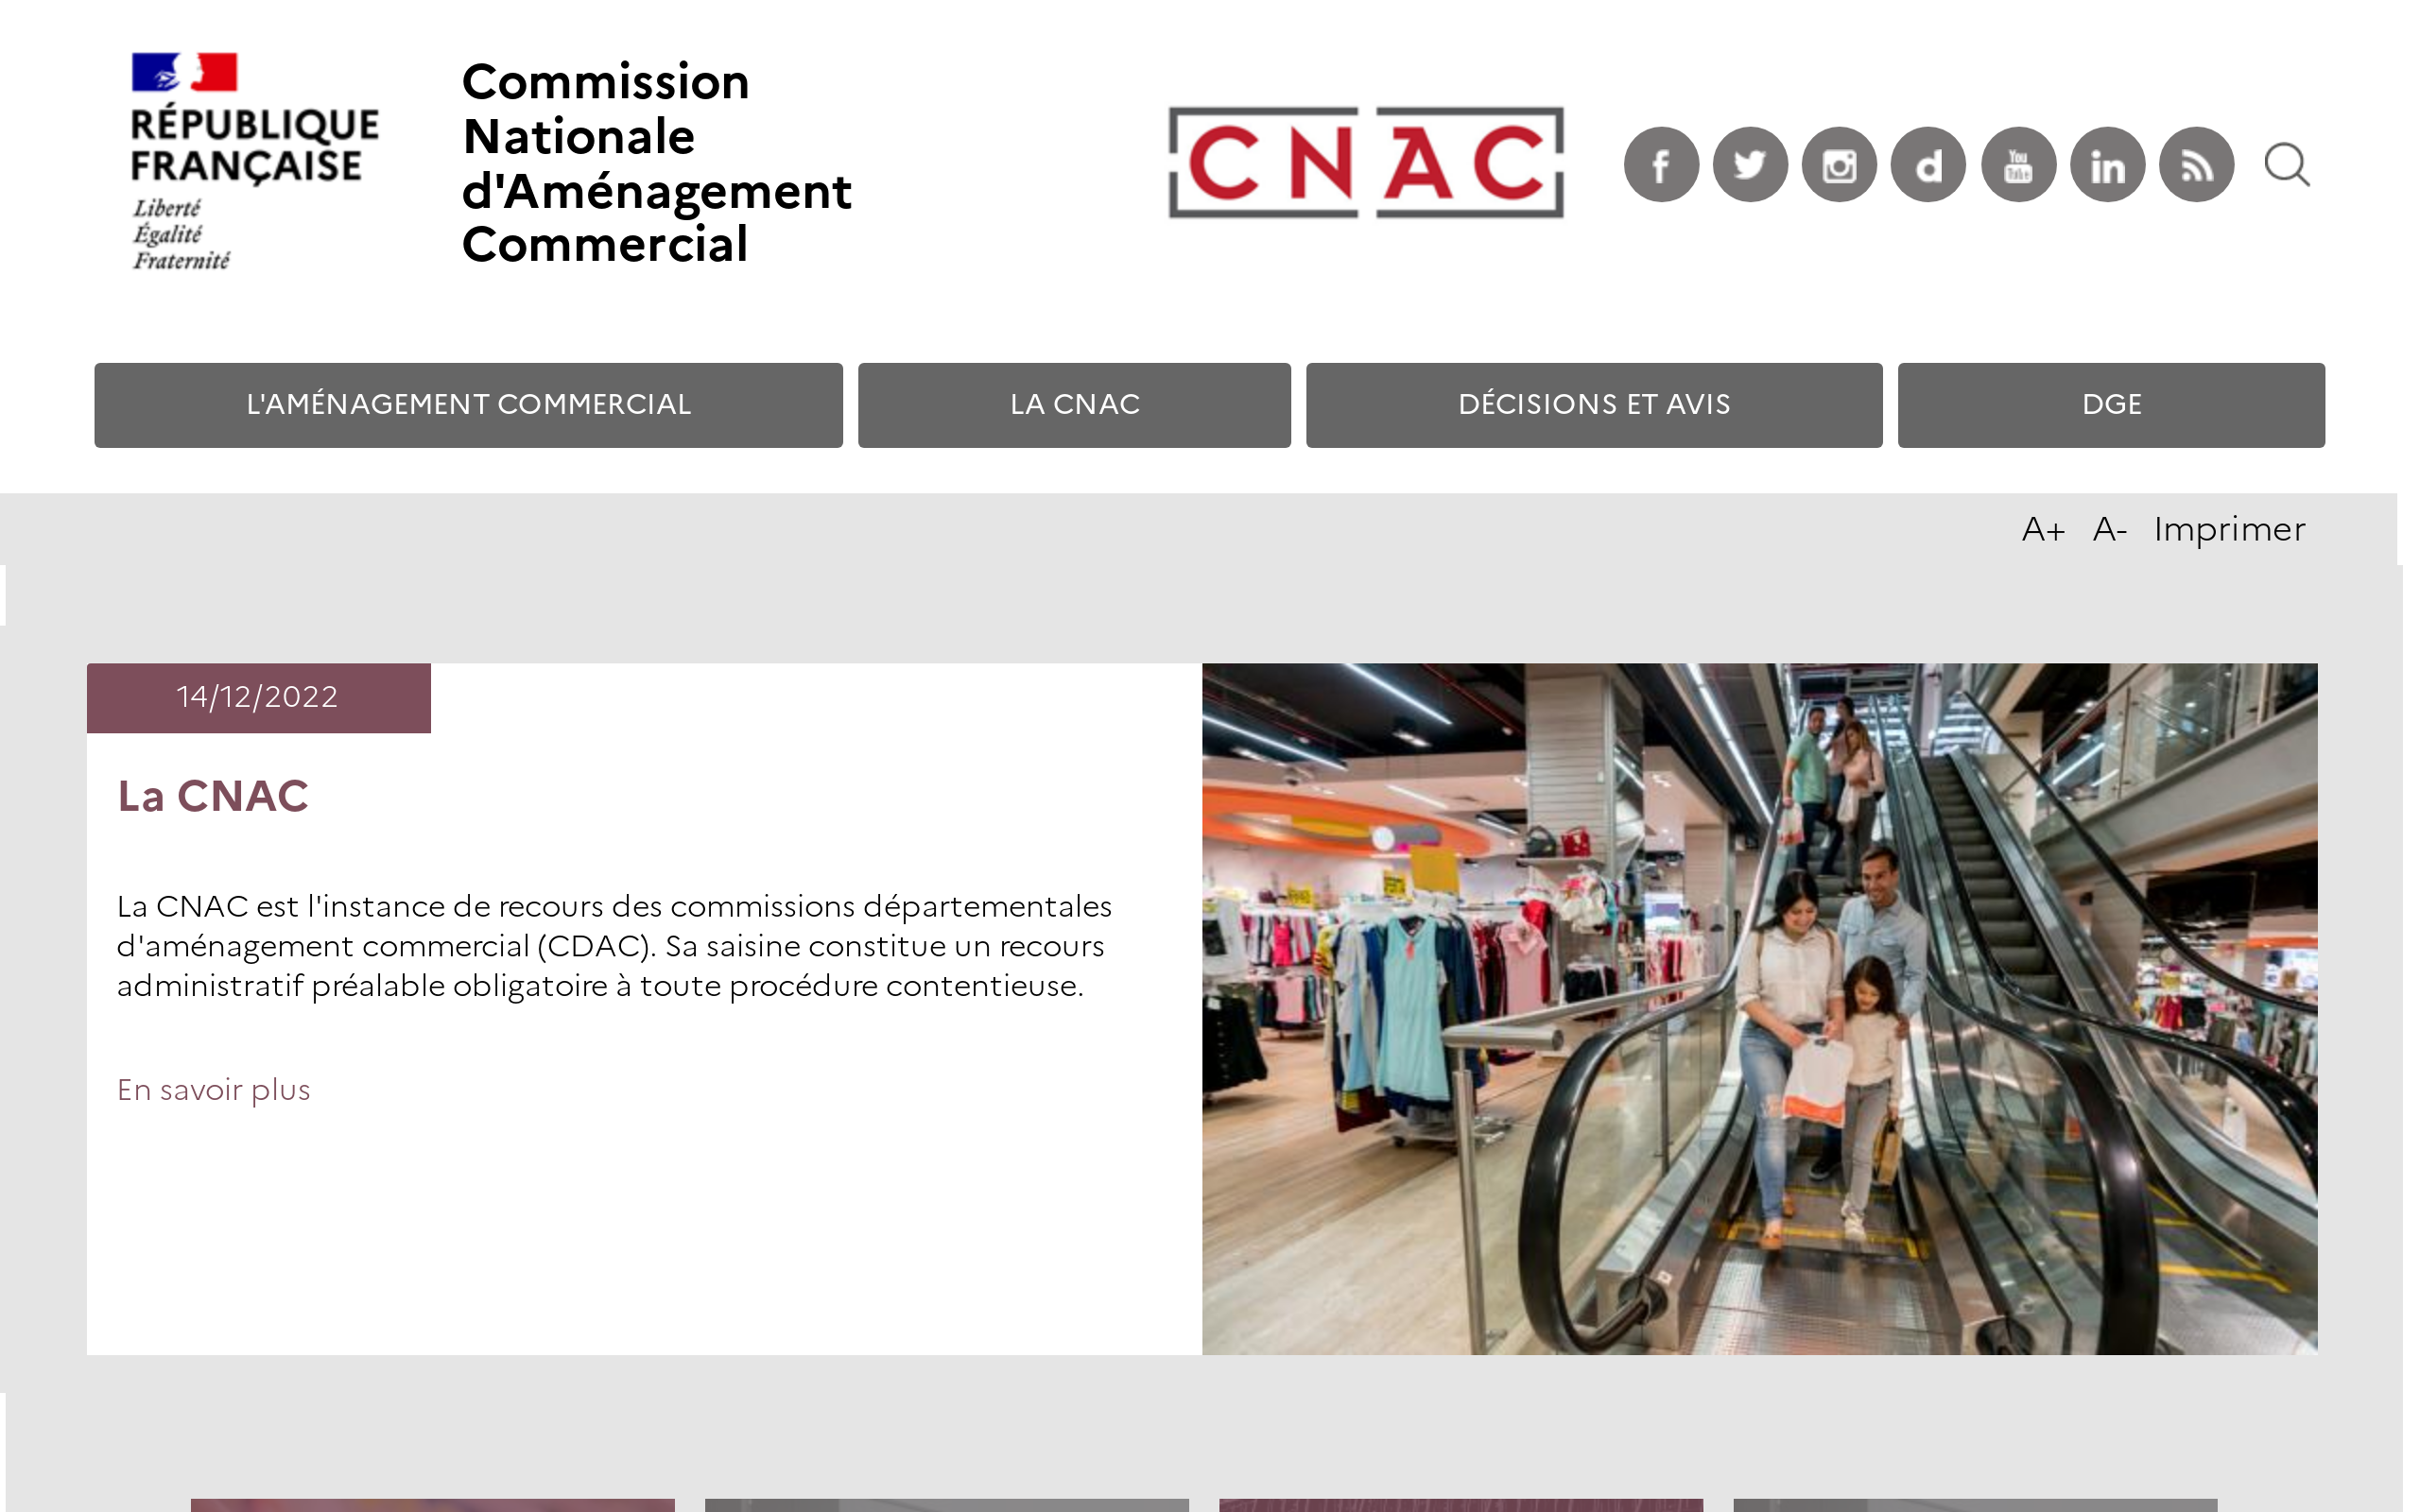 RÉPUBLIQUE
FRANÇAISE
Liberté
Égalité
Fraternité
Commission
Nationale
d'Aménagement
Commercial
CNAC
L'AMÉNAGEMENT COMMERCIAL
LA CNAC
DÉCISIONS ET AVIS
DGE
A+ A- Imprimer
14/12/2022
La CNAC
La CNAC est l'instance de recours des commissions départementales
d'aménagement commercial (CDAC). Sa saisine constitue un recours
administratif préalable obligatoire à toute procédure contentieuse.
En savoir plus